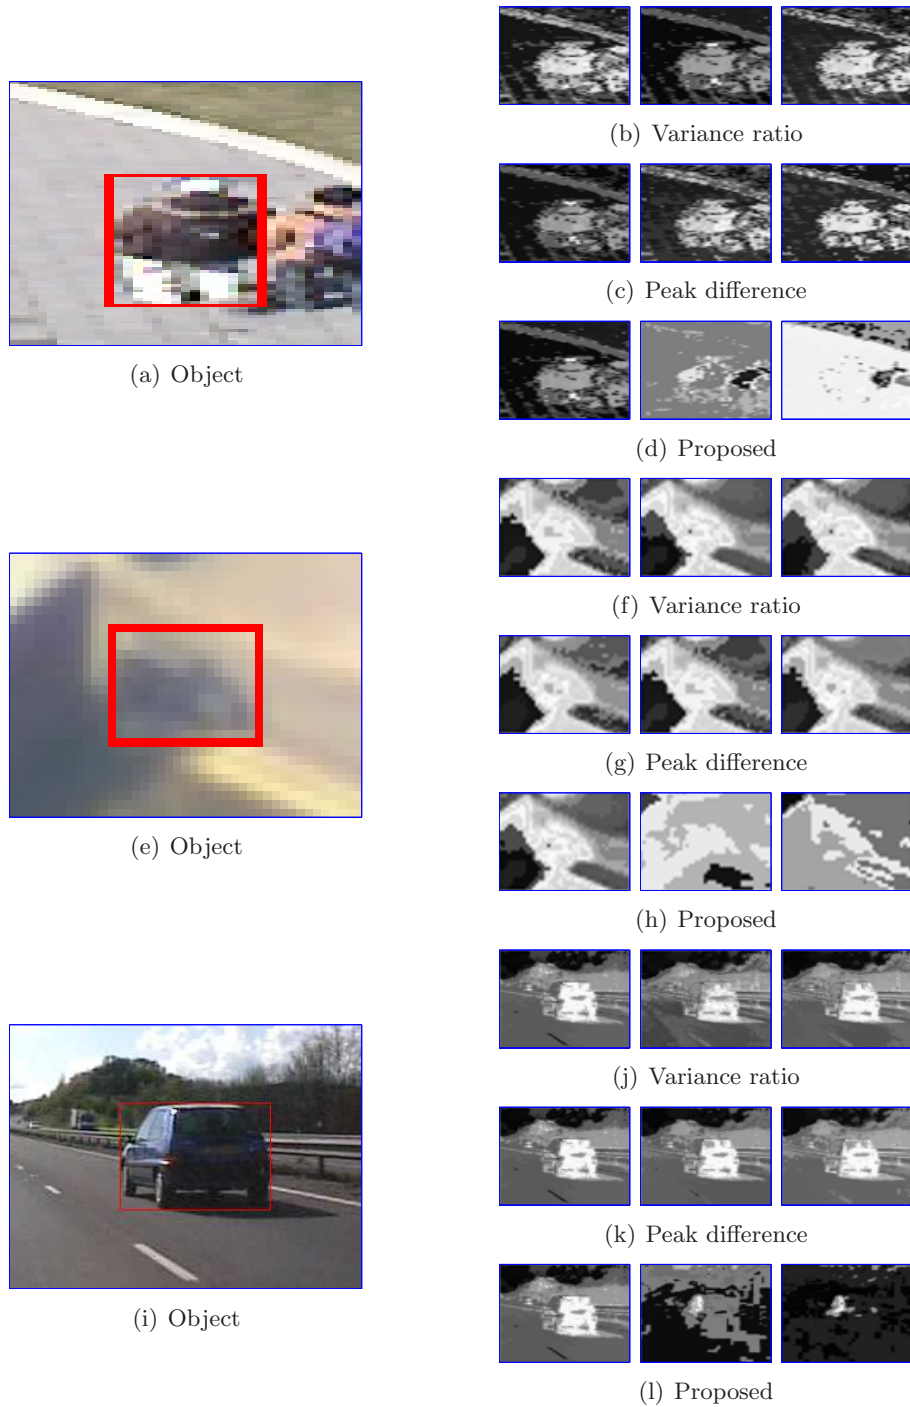 (b) Variance ratio
(c) Peak difference
(a) Object
(d) Proposed
(f) Variance ratio
(g) Peak difference
(e) Object
(h) Proposed
(j) Variance ratio
(k) Peak difference
(i) Object
(l) Proposed